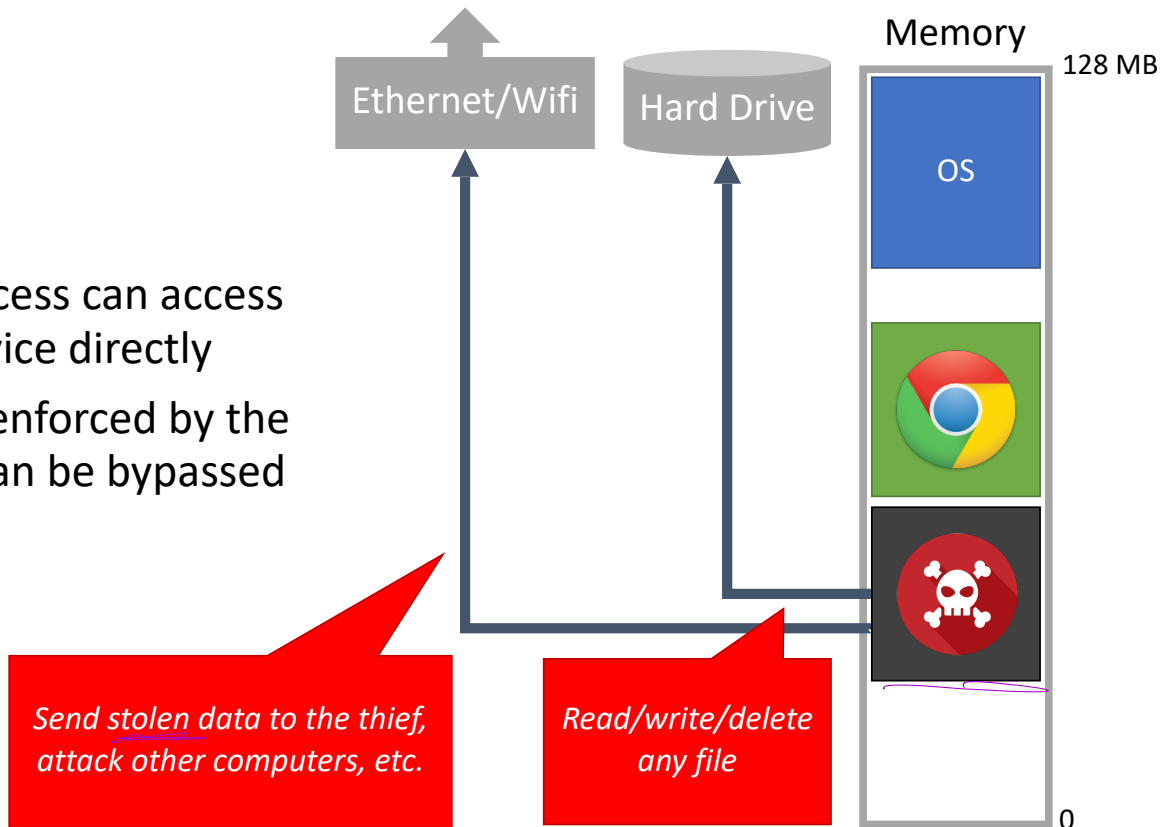 Memory
128 MB
Ethernet/Wifi
Hard Drive
OS
cess can access
vice directly
enforced by the
an be bypassed
Send stolen data to the thief,
attack other computers, etc.
Read/write/delete
any file
0